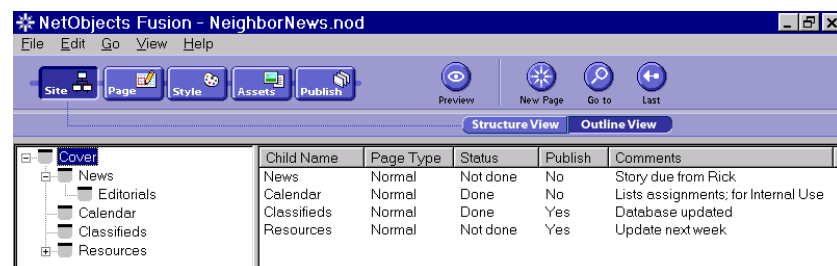 NetObjects Fusion - NeighborNews.nod
File Edit Go View Help
Site Page Style Assets Publish Preview New Page Go to Last
Structure View Outline View
Cover Child Name Page Type Status Publish Comments
News News Normal Not done No Story due from Rick
Editorials Calendar Normal Done No Lists assignments; for Internal Use
Calendar Classifieds Normal Done Yes Database updated
Classifieds Resources Normal Not done Yes Update next week
Resources